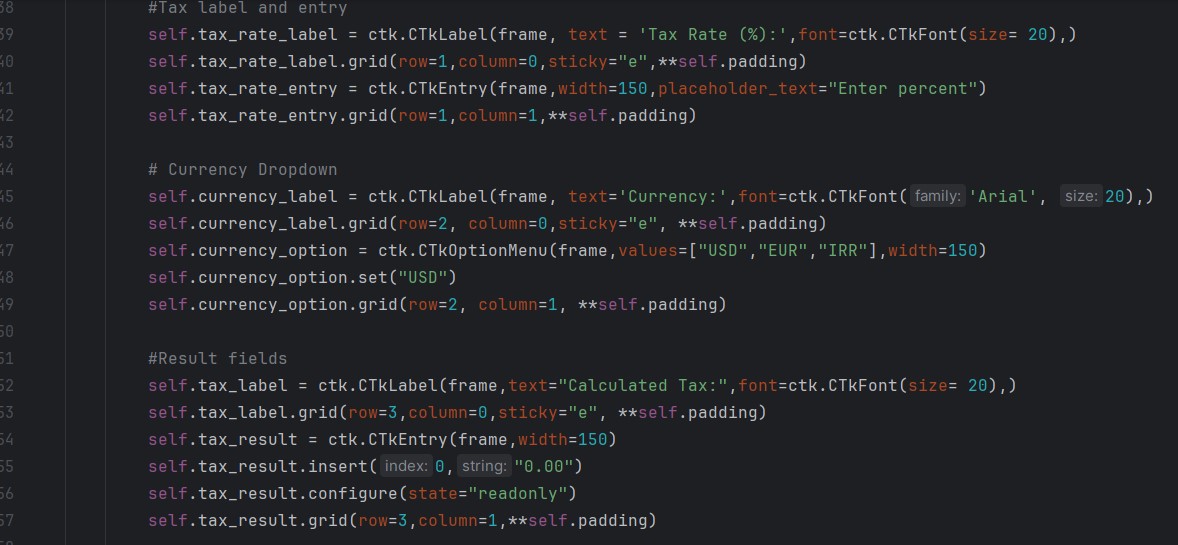 38 #Tax label and entry
39 self.tax_rate_label = ctk.CTkLabel(frame, text = 'Tax Rate (%):',font=ctk.CTkFont(size= 20),)
40 self.tax_rate_label.grid(row=1,column=0,sticky="e",**self.padding)
41 self.tax_rate_entry = ctk.CTkEntry(frame,width=150,placeholder_text="Enter percent")
42 self.tax_rate_entry.grid(row=1,column=1,**self.padding)
43
44 # Currency Dropdown
45 self.currency_label = ctk.CTkLabel(frame, text='Currency:',font=ctk.CTkFont( family: 'Arial', size: 20),)
46 self.currency_label.grid(row=2, column=0,sticky="e", **self.padding)
47 self.currency_option = ctk.CTkOptionMenu(frame,values=["USD","EUR","IRR"],width=150)
48 self.currency_option.set("USD")
49 self.currency_option.grid(row=2, column=1, **self.padding)
50
51 #Result fields
52 self.tax_label = ctk.CTkLabel(frame,text="Calculated Tax:",font=ctk.CTkFont(size= 20),)
53 self.tax_label.grid(row=3,column=0,sticky="e", **self.padding)
54 self.tax_result = ctk.CTkEntry(frame,width=150)
55 self.tax_result.insert( index: 0, string: "0.00")
56 self.tax_result.configure(state="readonly")
57 self.tax_result.grid(row=3,column=1,**self.padding)